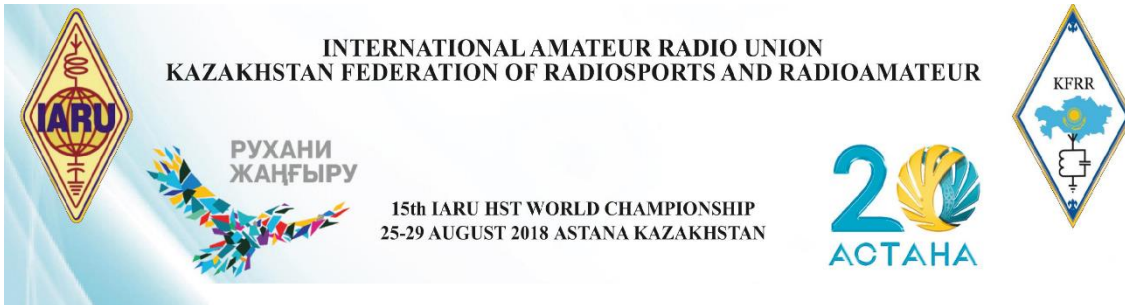 INTERNATIONAL AMATEUR RADIO UNION
KAZAKHSTAN FEDERATION OF RADIOSPORTS AND RADIOAMATEUR
IARU
KFRR
РУХАНИ
ЖАҢҒЫРУ
20
АСТАНА
15th IARU HST WORLD CHAMPIONSHIP
25-29 AUGUST 2018 ASTANA KAZAKHSTAN